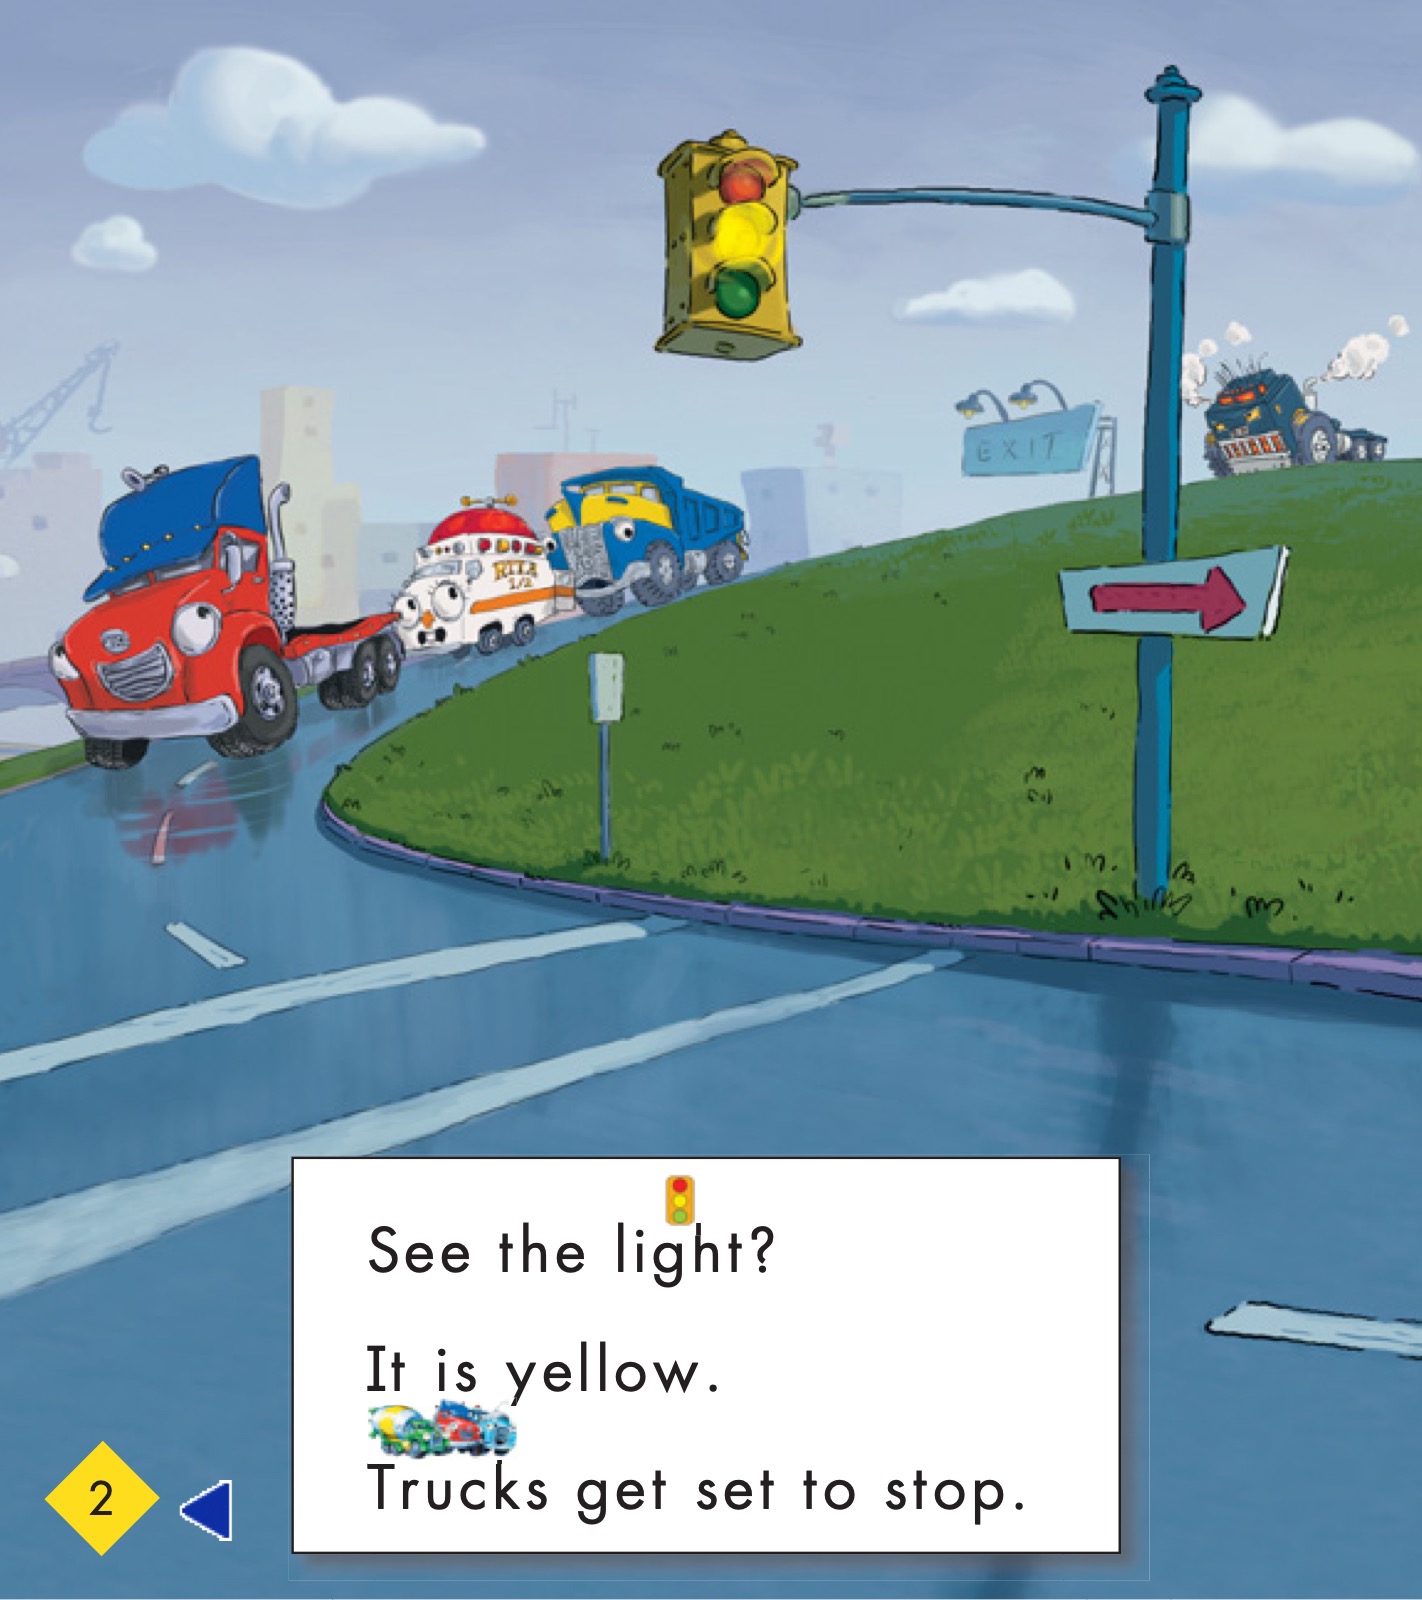 EXIT
RITA
1/2
See the light?
It is yellow.
Trucks get set to stop.
2